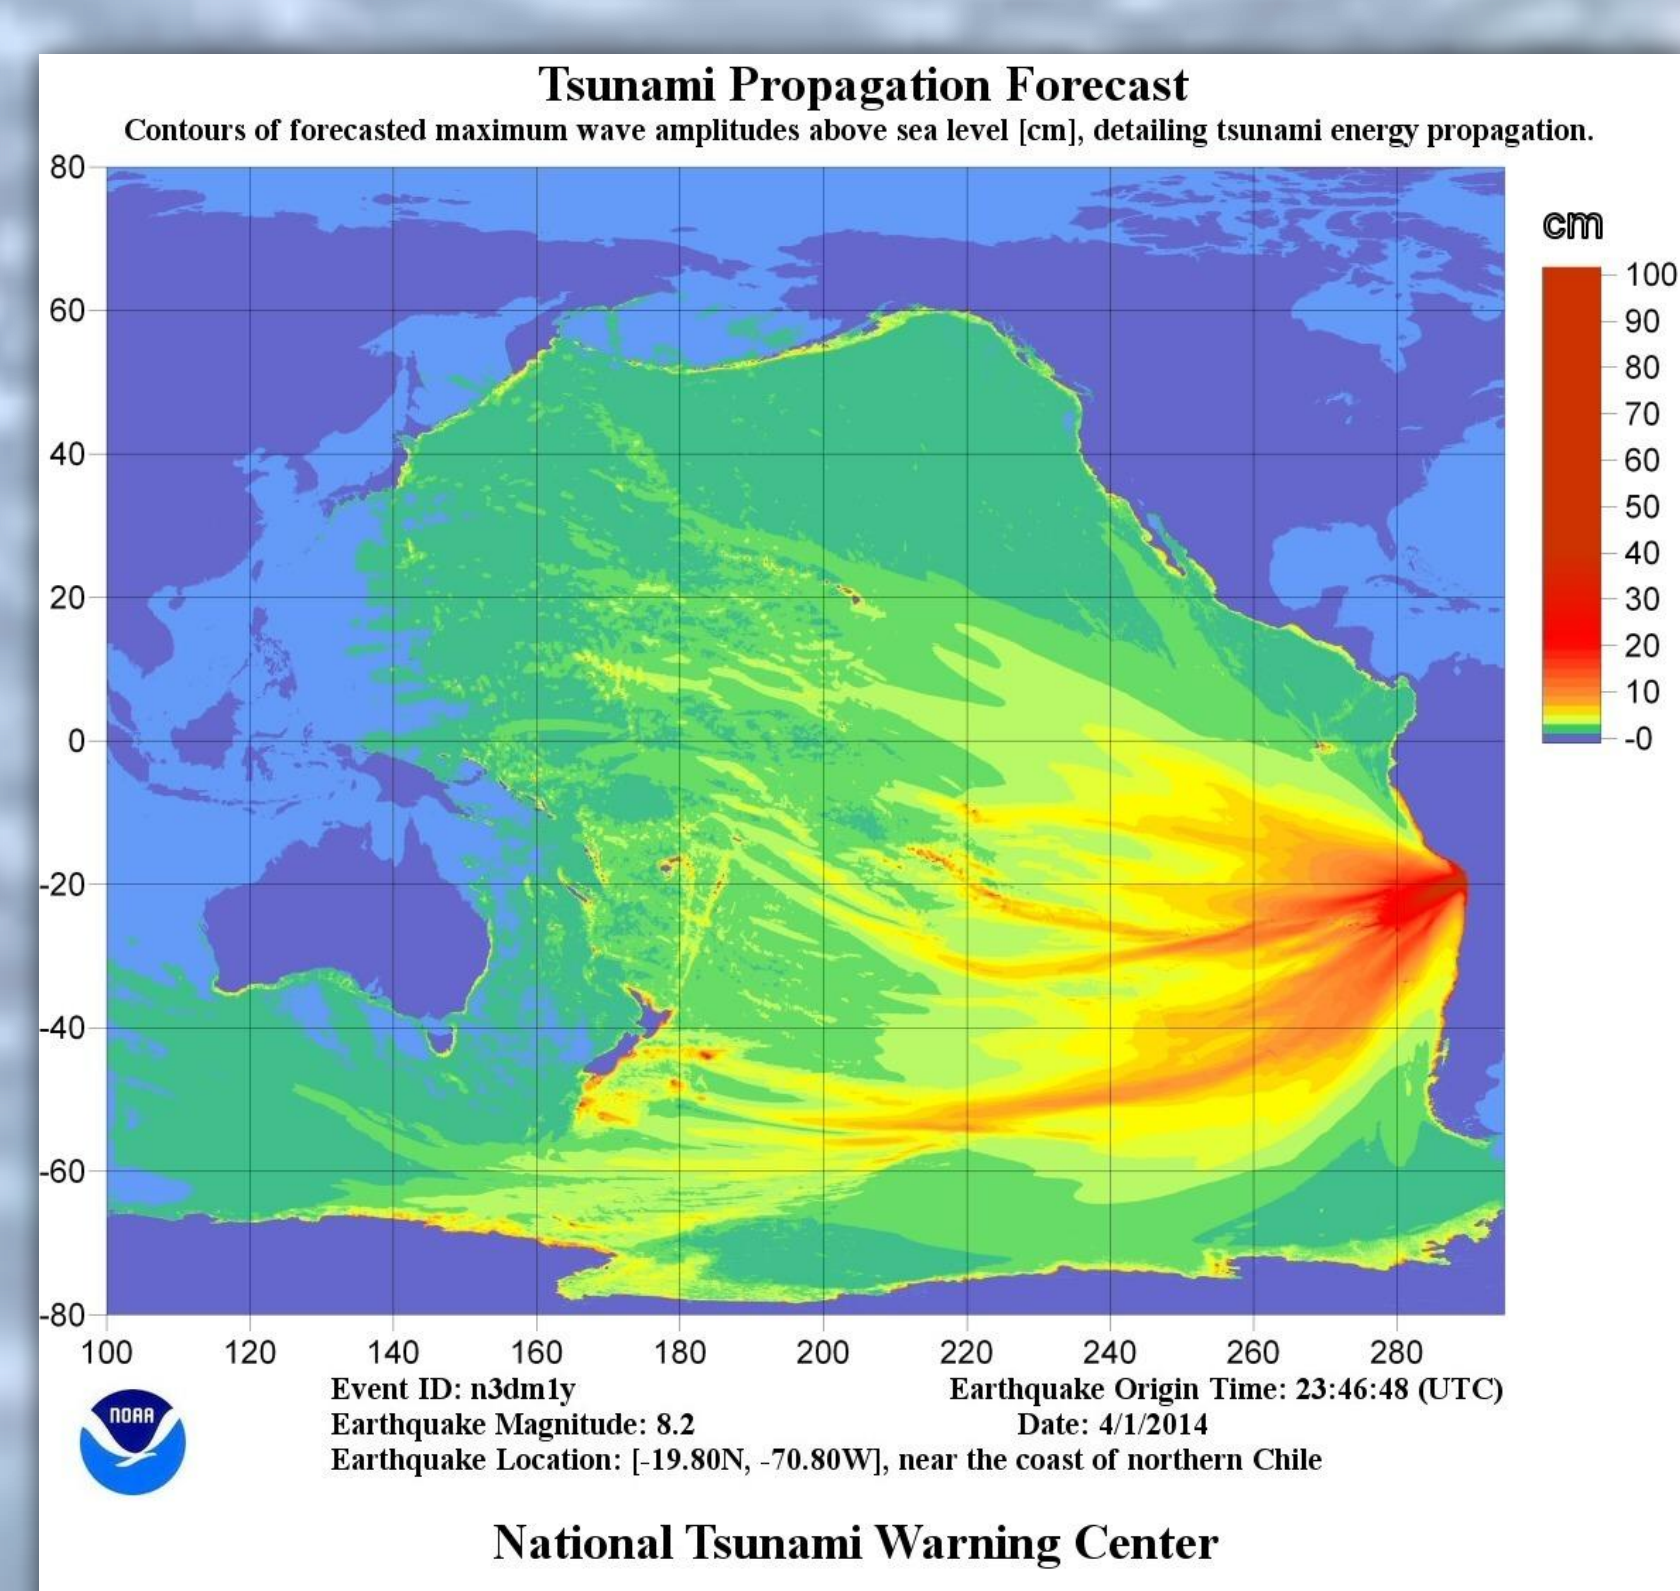 Tsunami Propagation Forecast
Contours of forecasted maximum wave amplitudes above sea level [cm], detailing tsunami energy propagation.
80
60
40
20
0
-20
-40
-60
-80
100 120 140 160 180 200 220 240 260 280
cm
100
90
80
70
60
50
40
30
20
10
-0
NOAA
Event ID: n3dm1y
Earthquake Origin Time: 23:46:48 (UTC)
Earthquake Magnitude: 8.2
Date: 4/1/2014
Earthquake Location: [-19.80N, -70.80W], near the coast of northern Chile
National Tsunami Warning Center